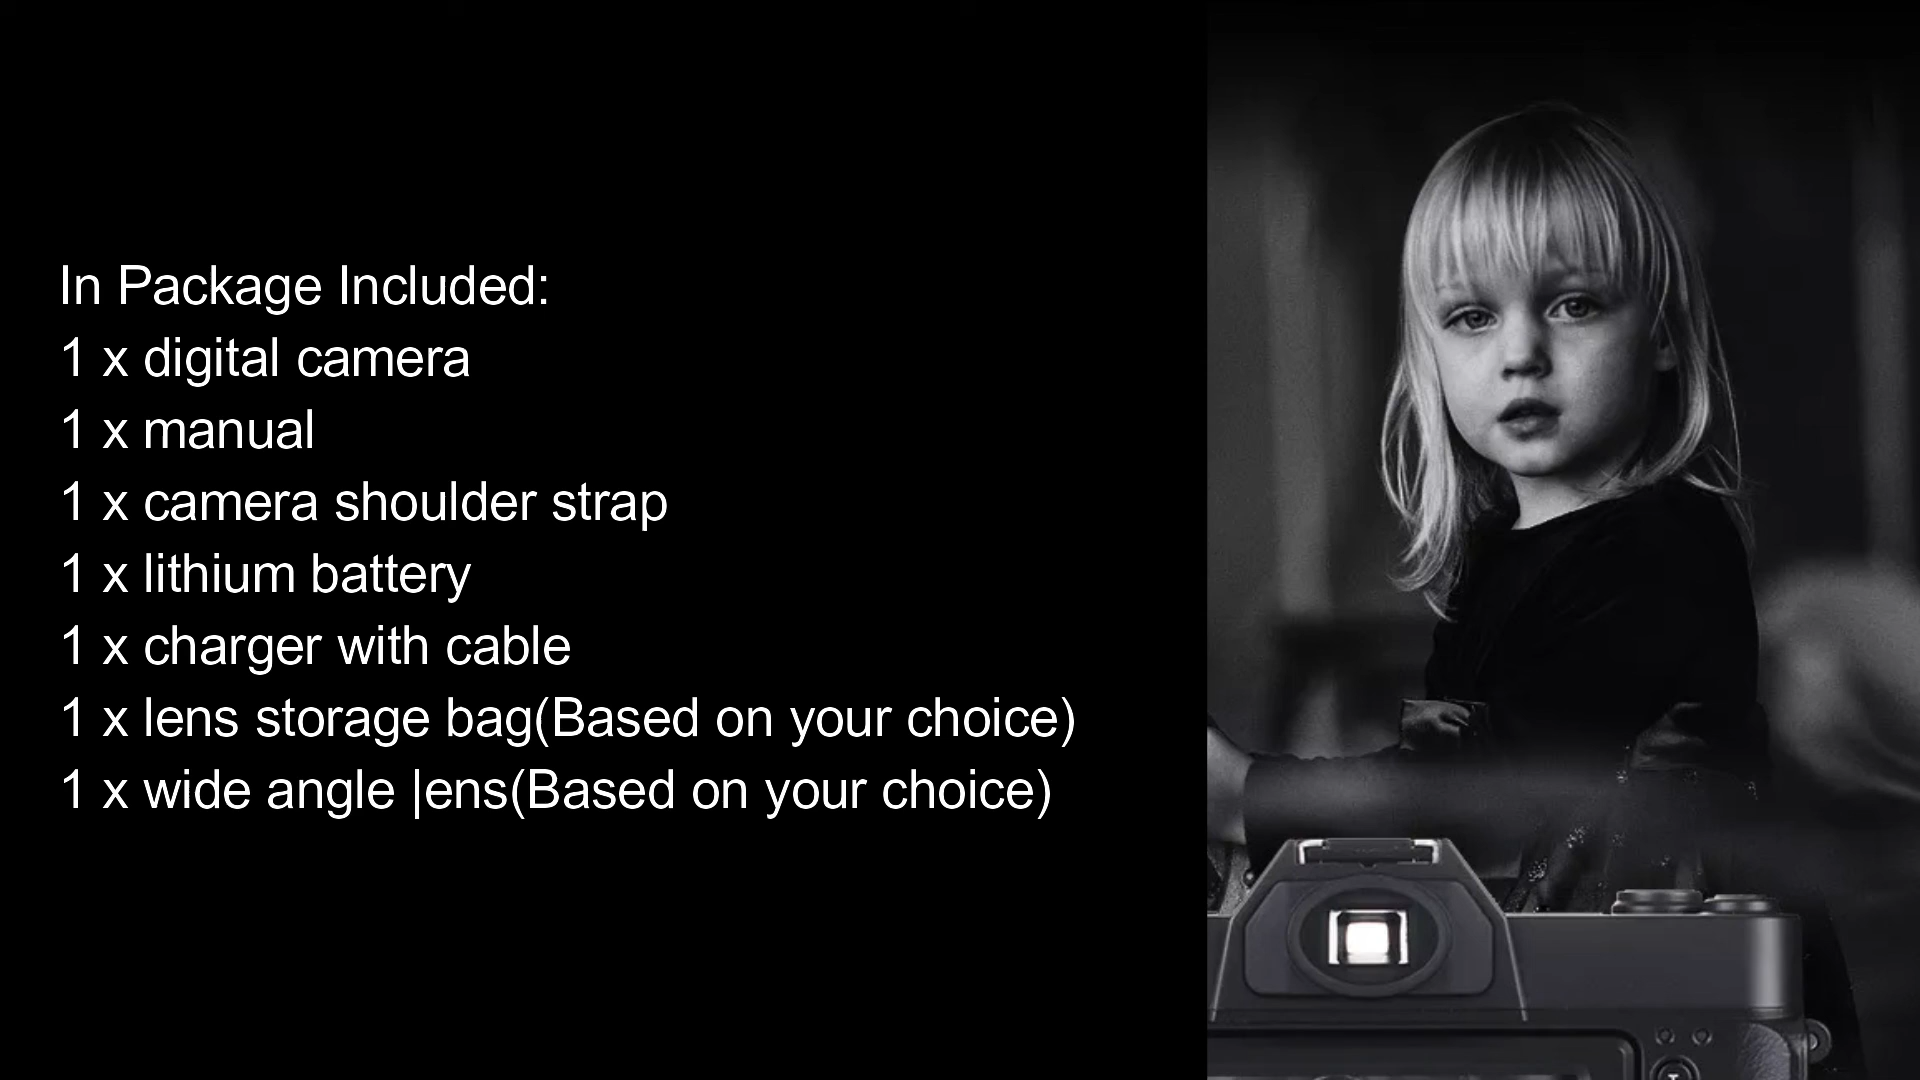 In Package Included:
1 x digital camera
1 x manual
1 x camera shoulder strap
1 x lithium battery
1 x charger with cable
1 x lens storage bag(Based on your choice)
1 x wide angle |ens(Based on your choice)